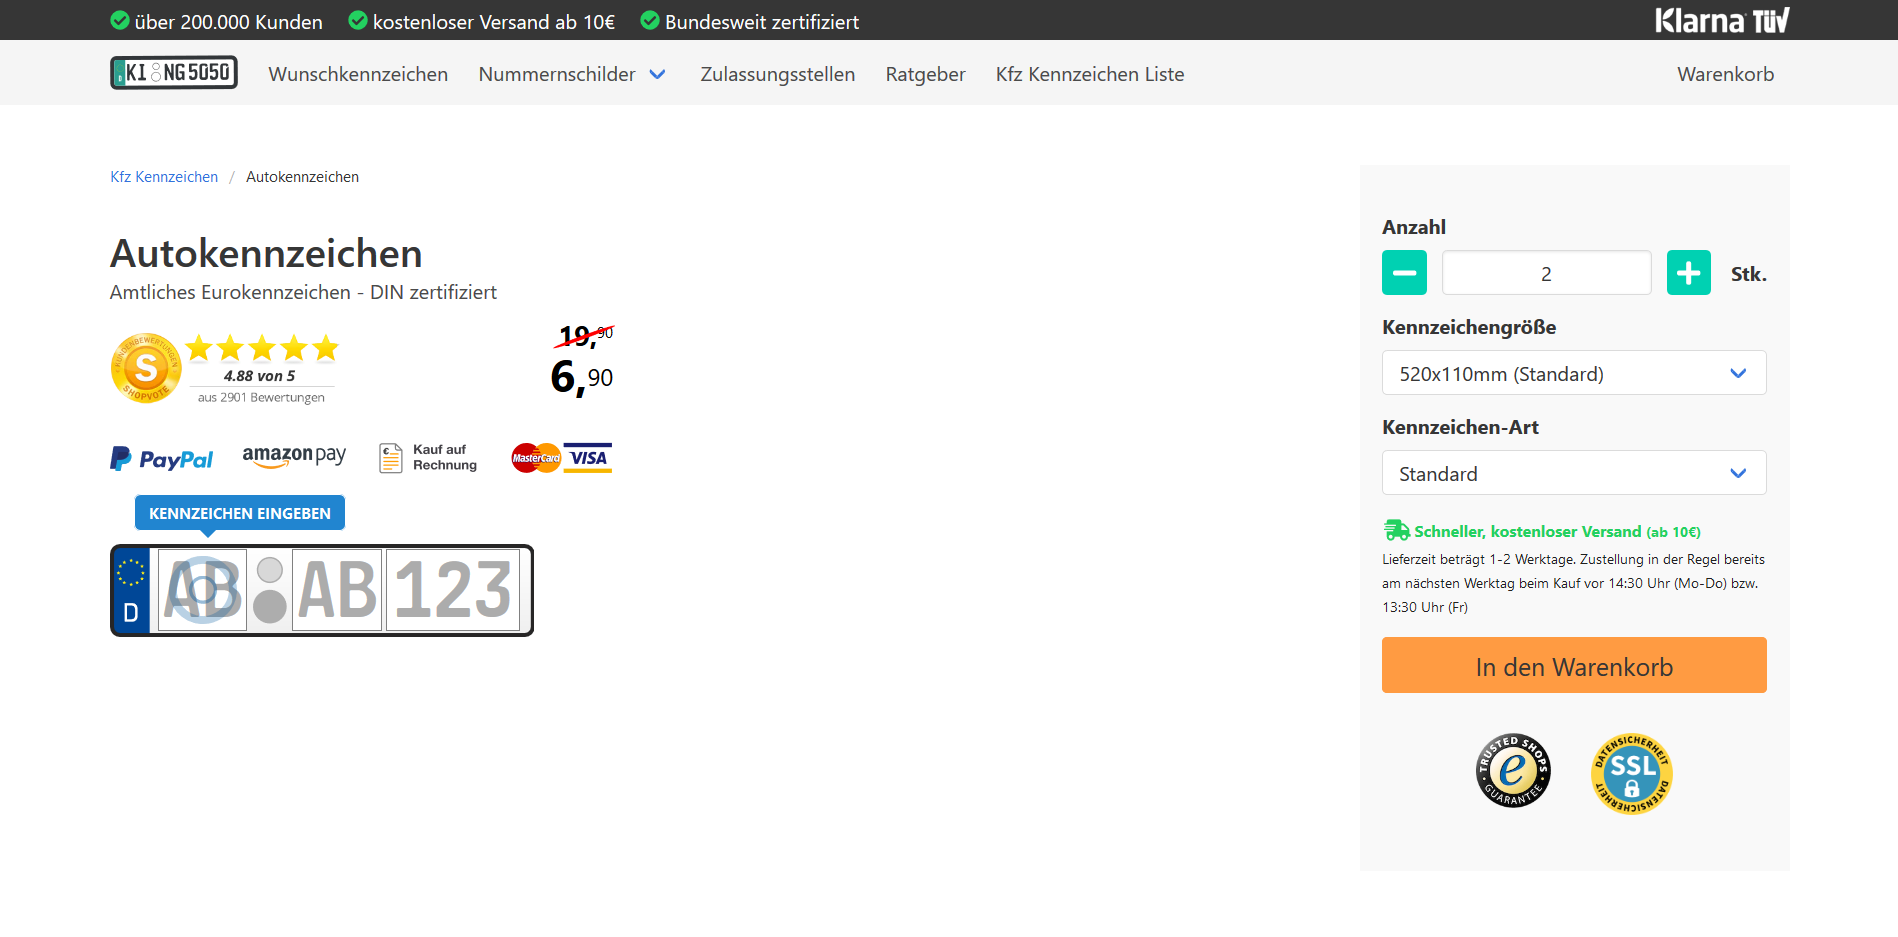 über 200.000 Kunden kostenloser Versand ab 10€ Bundesweit zertifiziert Klarna TÜV
KI NG 5050 Wunschkennzeichen Nummernschilder Zulassungsstellen Ratgeber Kfz Kennzeichen Liste Warenkorb
Kfz Kennzeichen / Autokennzeichen
Autokennzeichen
Amtliches Eurokennzeichen - DIN zertifiziert
KUNDENBEWERTUNGEN
S
SHOPVOTE
4.88 von 5
aus 2901 Bewertungen
19,90
6,90
PayPal amazon pay € Kauf auf Rechnung MasterCard VISA
KENNZEICHEN EINGEBEN
D AB AB 123
Anzahl
2 Stk.
Kennzeichengröße
520x110mm (Standard)
Kennzeichen-Art
Standard
Schneller, kostenloser Versand (ab 10€)
Lieferzeit beträgt 1-2 Werktage. Zustellung in der Regel bereits
am nächsten Werktag beim Kauf vor 14:30 Uhr (Mo-Do) bzw.
13:30 Uhr (Fr)
In den Warenkorb
TRUSTED SHOPS
e
GUARANTEE
DATENSICHERHEIT
SSL
DATENSICHERHEIT